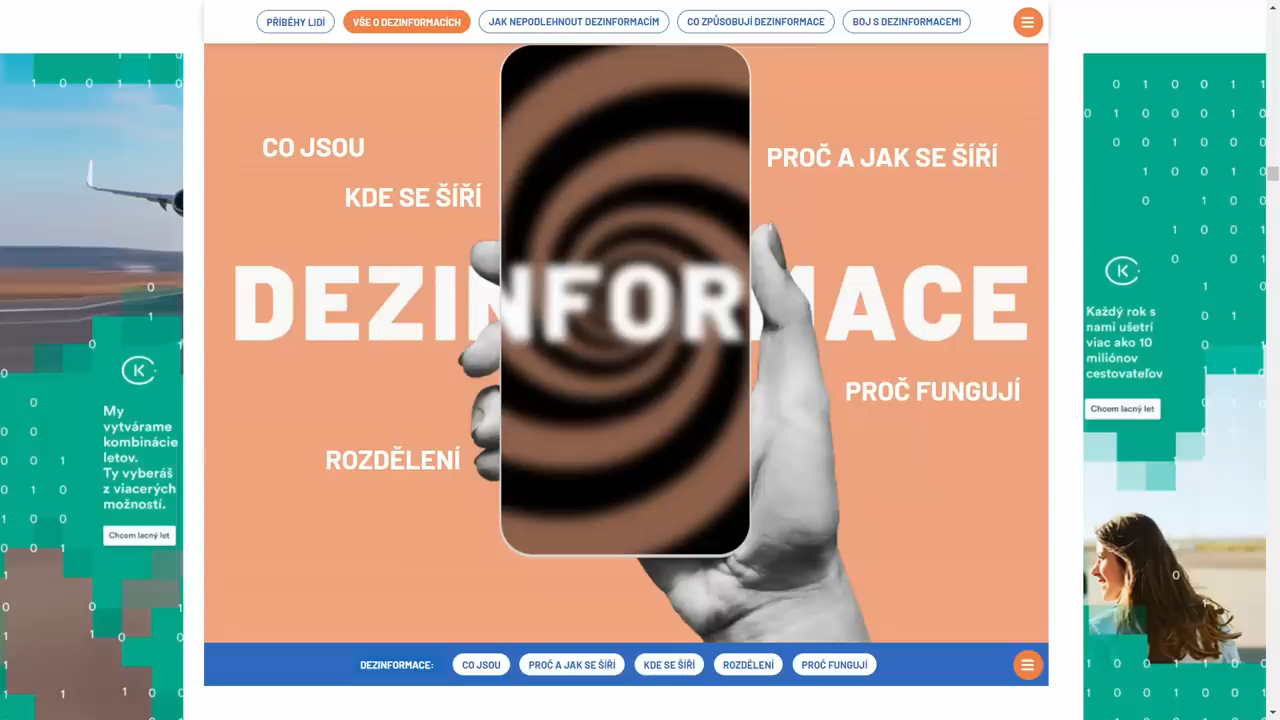 PŘÍBĚHY LIDÍ
VŠE O DEZINFORMACÍCH
JAK NEPODLEHNOUT DEZINFORMACÍM
CO ZPŮSOBUJÍ DEZINFORMACE
BOJ S DEZINFORMACEMI
CO JSOU
KDE SE ŠÍŘÍ
PROČ A JAK SE ŠÍŘÍ
DEZINFORMACE
PROČ FUNGUJÍ
ROZDĚLENÍ
DEZINFORMACE:
CO JSOU
PROČ A JAK SE ŠÍŘÍ
KDE SE ŠÍŘÍ
ROZDĚLENÍ
PROČ FUNGUJÍ
K
My
vytvárame
kombinácie
letov.
Ty vyberáš
z viacerých
možností.
Chcem lacný let
K
Každý rok s
nami ušetrí
viac ako 10
miliónov
cestovateľov
Chcem lacný let